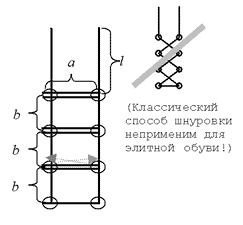 a
l
b
b
b
(Классический
способ шнуровки
неприменим для
элитной обуви!)